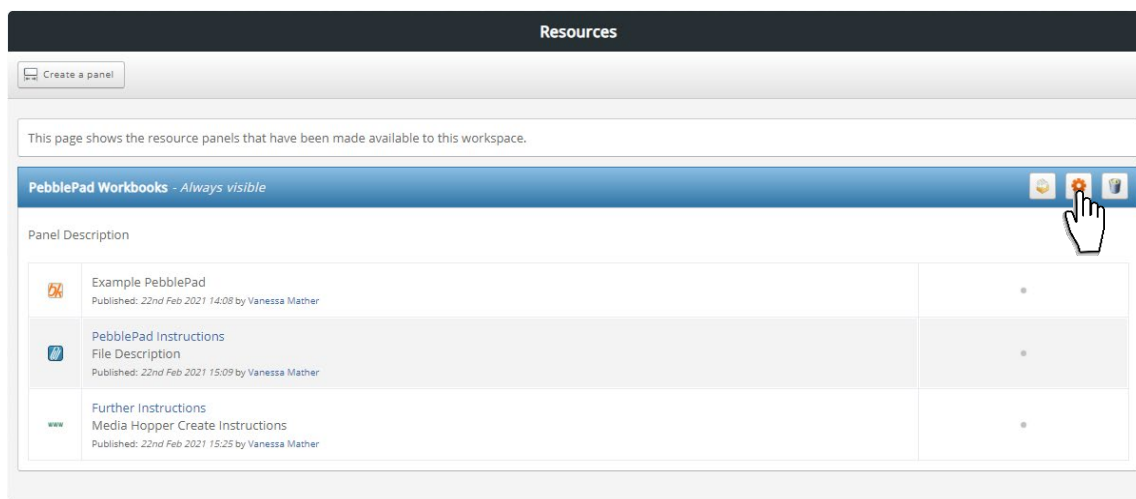 Resources
Create a panel
This page shows the resource panels that have been made available to this workspace.
PebblePad Workbooks - Always visible
Panel Description
Example PebblePad
Published: 22nd Feb 2021 14:08 by Vanessa Mather
PebblePad Instructions
File Description
Published: 22nd Feb 2021 15:09 by Vanessa Mather
www
Further Instructions
Media Hopper Create Instructions
Published: 22nd Feb 2021 15:25 by Vanessa Mather